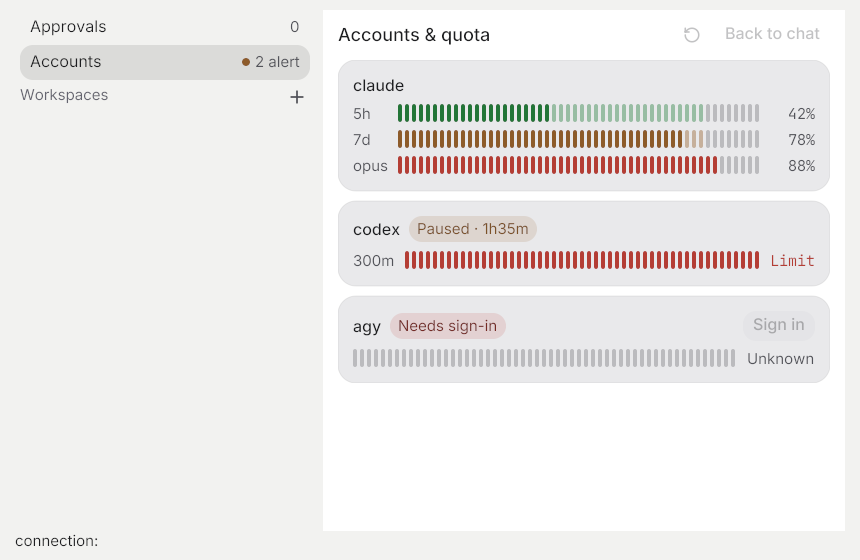 Approvals 0
Accounts 2 alert
Workspaces +
connection:
Accounts & quota Back to chat
claude
5h 42%
7d 78%
opus 88%
codex Paused · 1h35m
300m Limit
agy Needs sign-in Sign in
Unknown